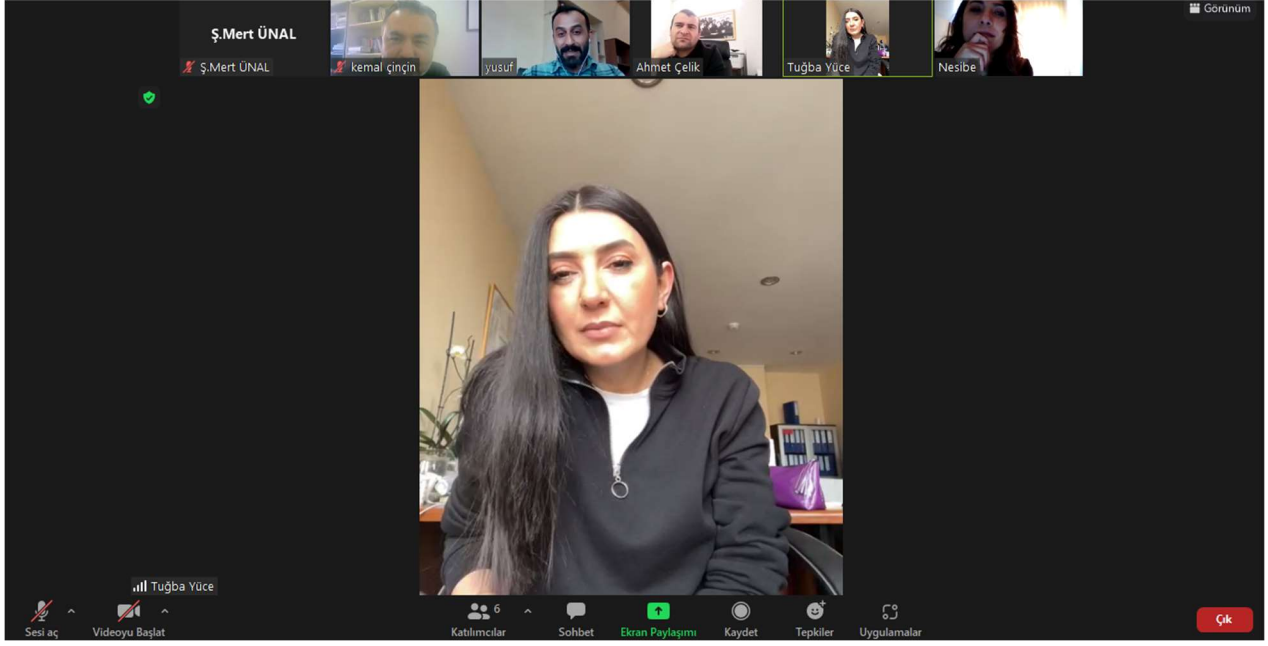 Görünüm
Ş.Mert ÜNAL
Ş.Mert ÜNAL
kemal çinçin
yusuf
Ahmet Çelik
Tuğba Yüce
Nesibe
Tuğba Yüce
6
Sesi aç
Videoyu Başlat
Katılımcılar
Sohbet
Ekran Paylaşımı
Kaydet
Tepkiler
Uygulamalar
Çık